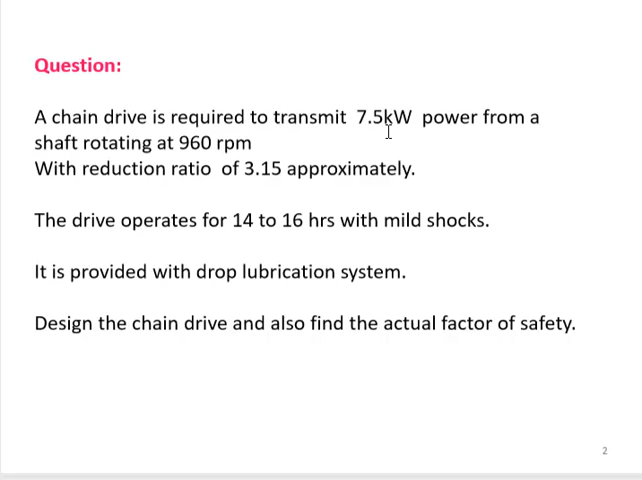 Question:
A chain drive is required to transmit 7.5kW power from a
shaft rotating at 960 rpm
With reduction ratio of 3.15 approximately.
The drive operates for 14 to 16 hrs with mild shocks.
It is provided with drop lubrication system.
Design the chain drive and also find the actual factor of safety.
2